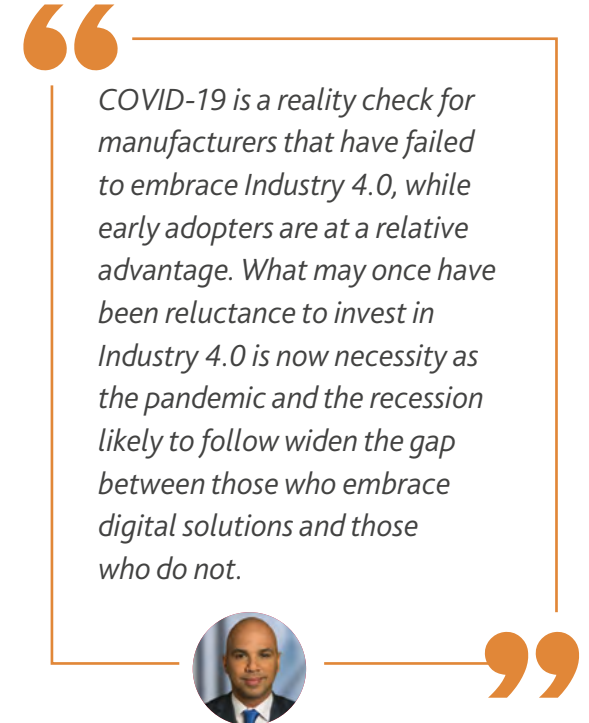 COVID-19 is a reality check for
manufacturers that have failed
to embrace Industry 4.0, while
early adopters are at a relative
advantage. What may once have
been reluctance to invest in
Industry 4.0 is now necessity as
the pandemic and the recession
likely to follow widen the gap
between those who embrace
digital solutions and those
who do not.